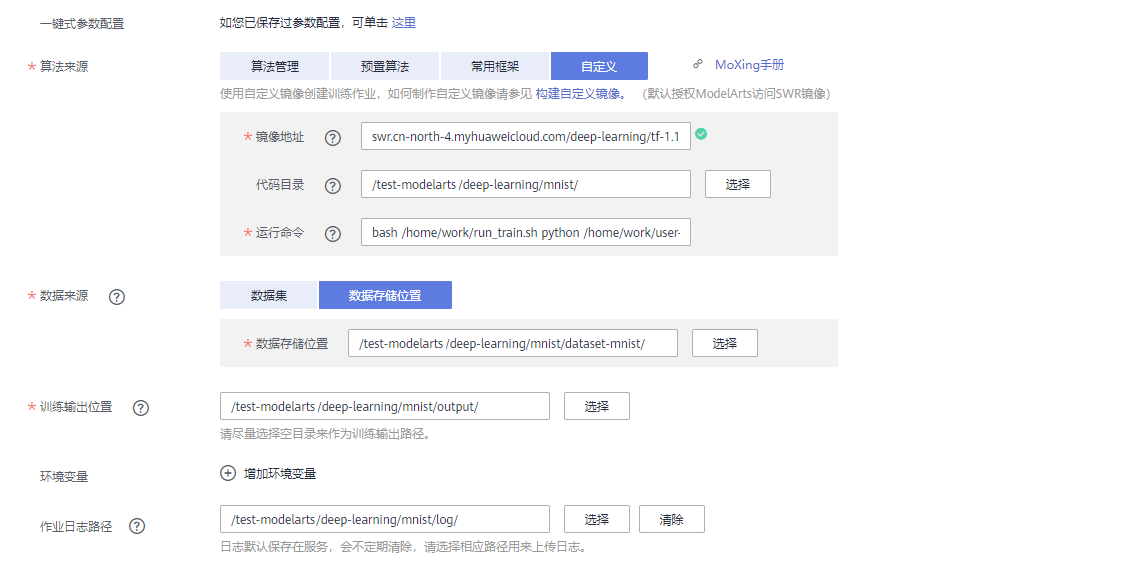 一键式参数配置 如您已保存过参数配置，可单击 这里
* 算法来源 算法管理 预置算法 常用框架 自定义 MoXing手册
使用自定义镜像创建训练作业，如何制作自定义镜像请参见 构建自定义镜像。 （默认授权ModelArts访问SWR镜像）
* 镜像地址 ? swr.cn-north-4.myhuaweicloud.com/deep-learning/tf-1.1
代码目录 ? /test-modelarts/deep-learning/mnist/ 选择
* 运行命令 ? bash /home/work/run_train.sh python /home/work/user-
* 数据来源 ? 数据集 数据存储位置
* 数据存储位置 /test-modelarts/deep-learning/mnist/dataset-mnist/ 选择
* 训练输出位置 ? /test-modelarts/deep-learning/mnist/output/ 选择
请尽量选择空目录来作为训练输出路径。
环境变量 增加环境变量
作业日志路径 ? /test-modelarts/deep-learning/mnist/log/ 选择 清除
日志默认保存在服务，会不定期清除，请选择相应路径用来上传日志。